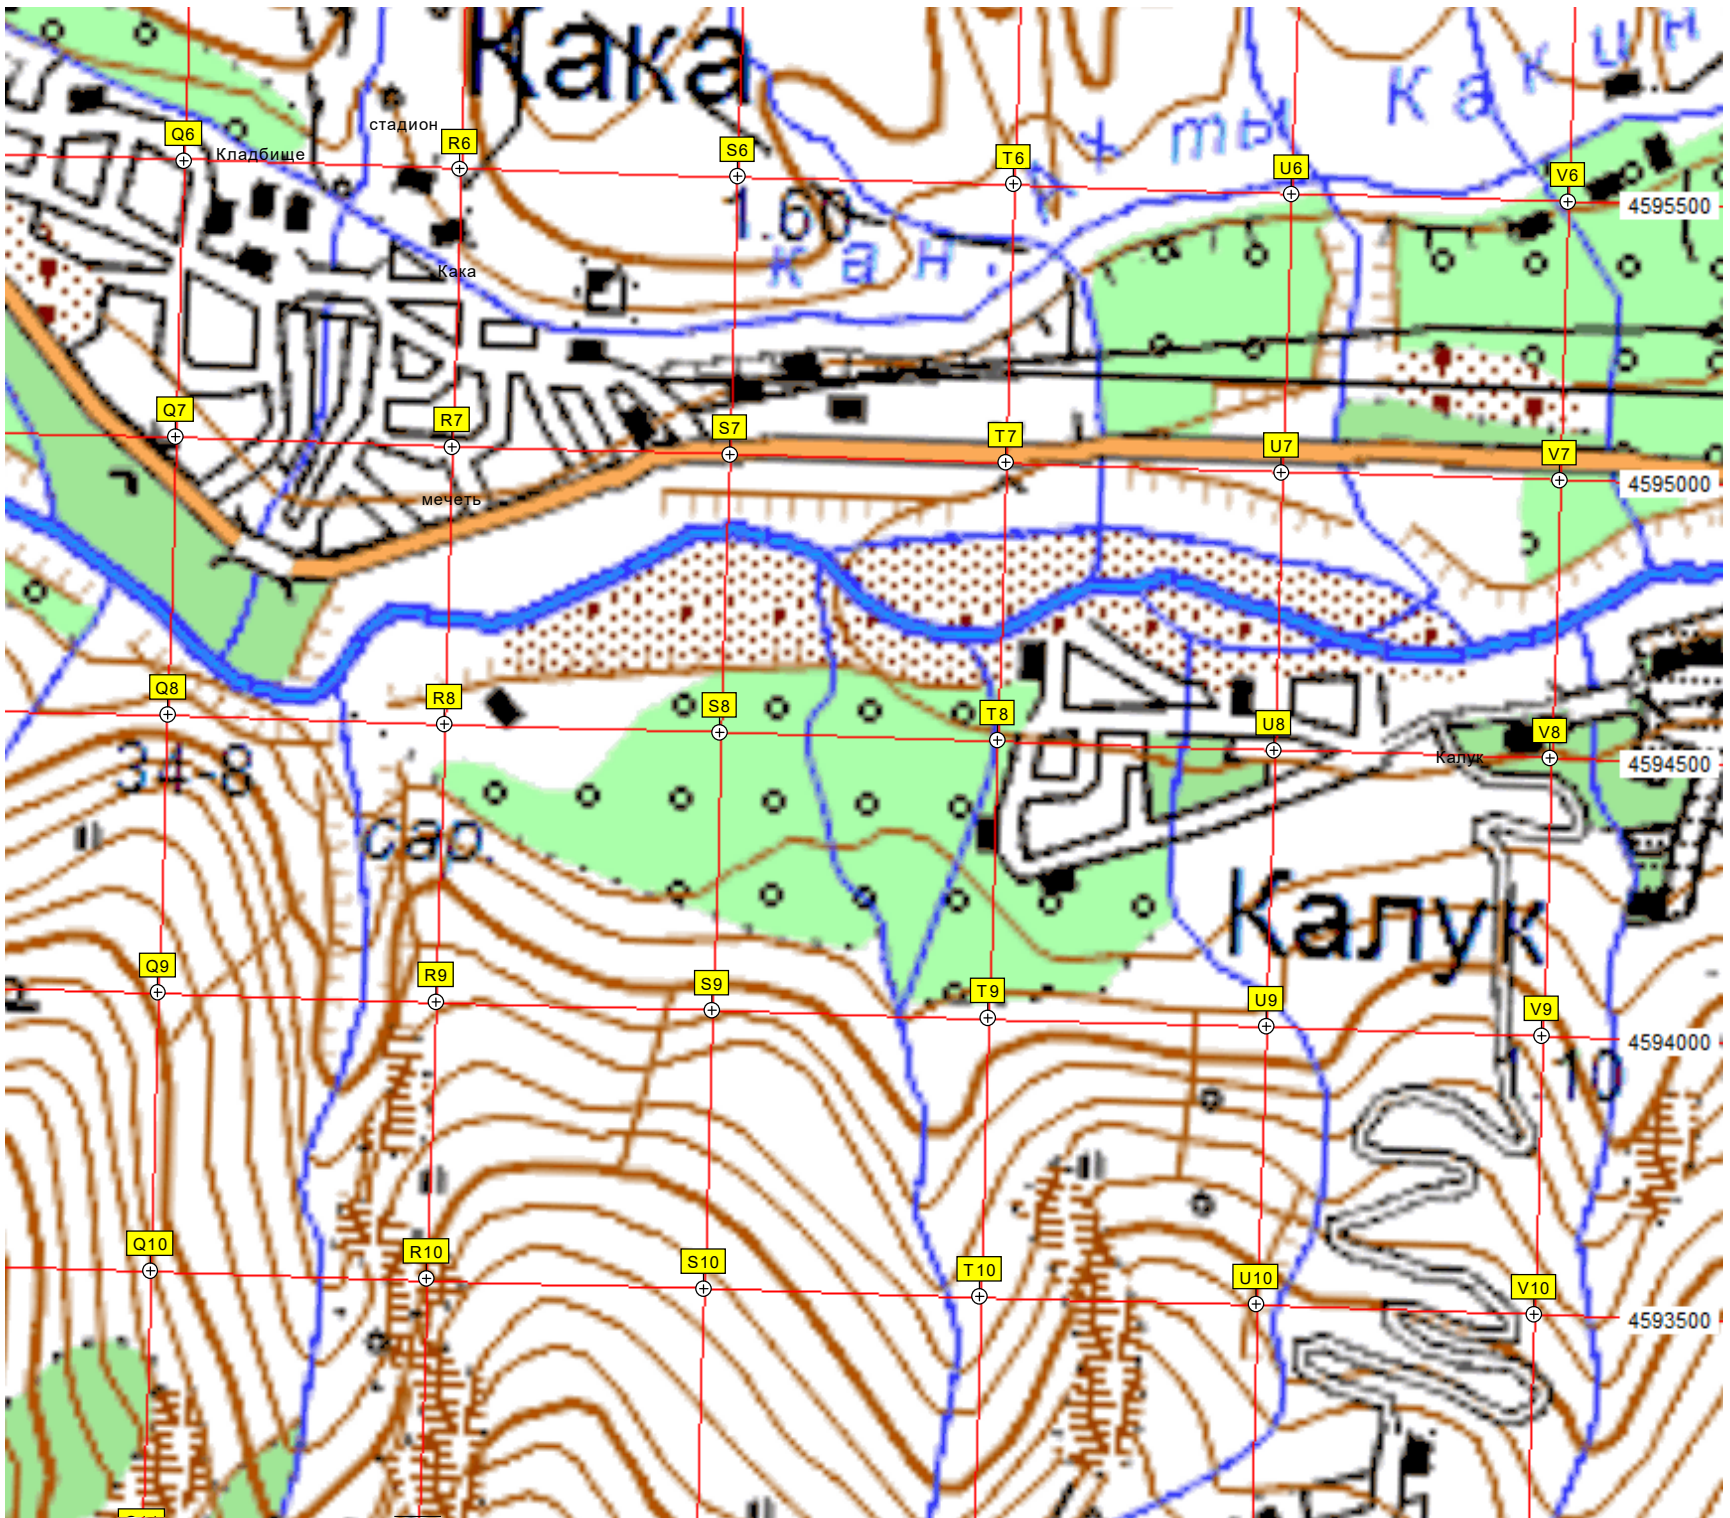 Кака
К а к и н
х т ы
стадион
Кладбище
Q6
R6
S6
T6
U6
V6
1.60
4595500
к а н .
Кака
Q7
R7
S7
T7
U7
V7
4595000
мечеть
Q8
R8
S8
T8
U8
V8
34-8
Калук
4594500
сар.
Калук
Q9
R9
S9
T9
U9
V9
4594000
10
Q10
R10
S10
T10
U10
V10
4593500